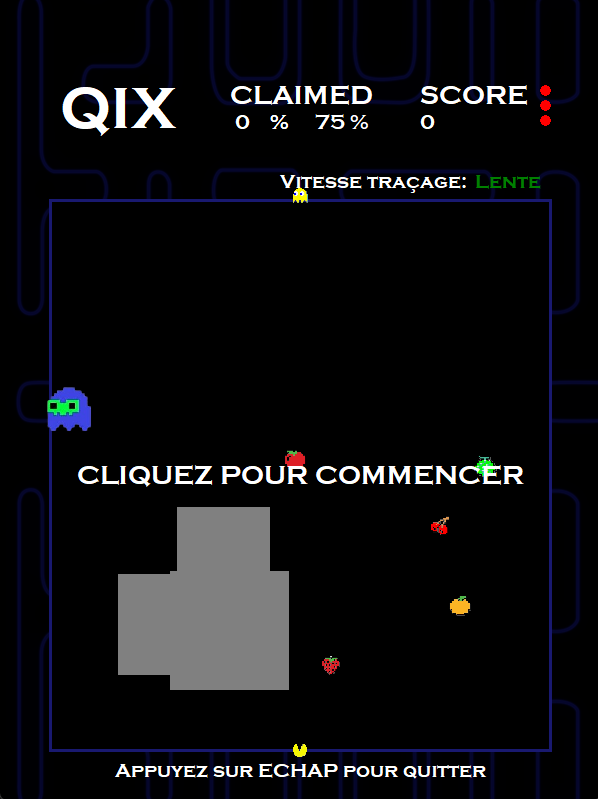 QIX
CLAIMED
0 % 75 %
SCORE
0
Vitesse traçage: Lente
CLIQUEZ POUR COMMENCER
Appuyez sur ECHAP pour quitter